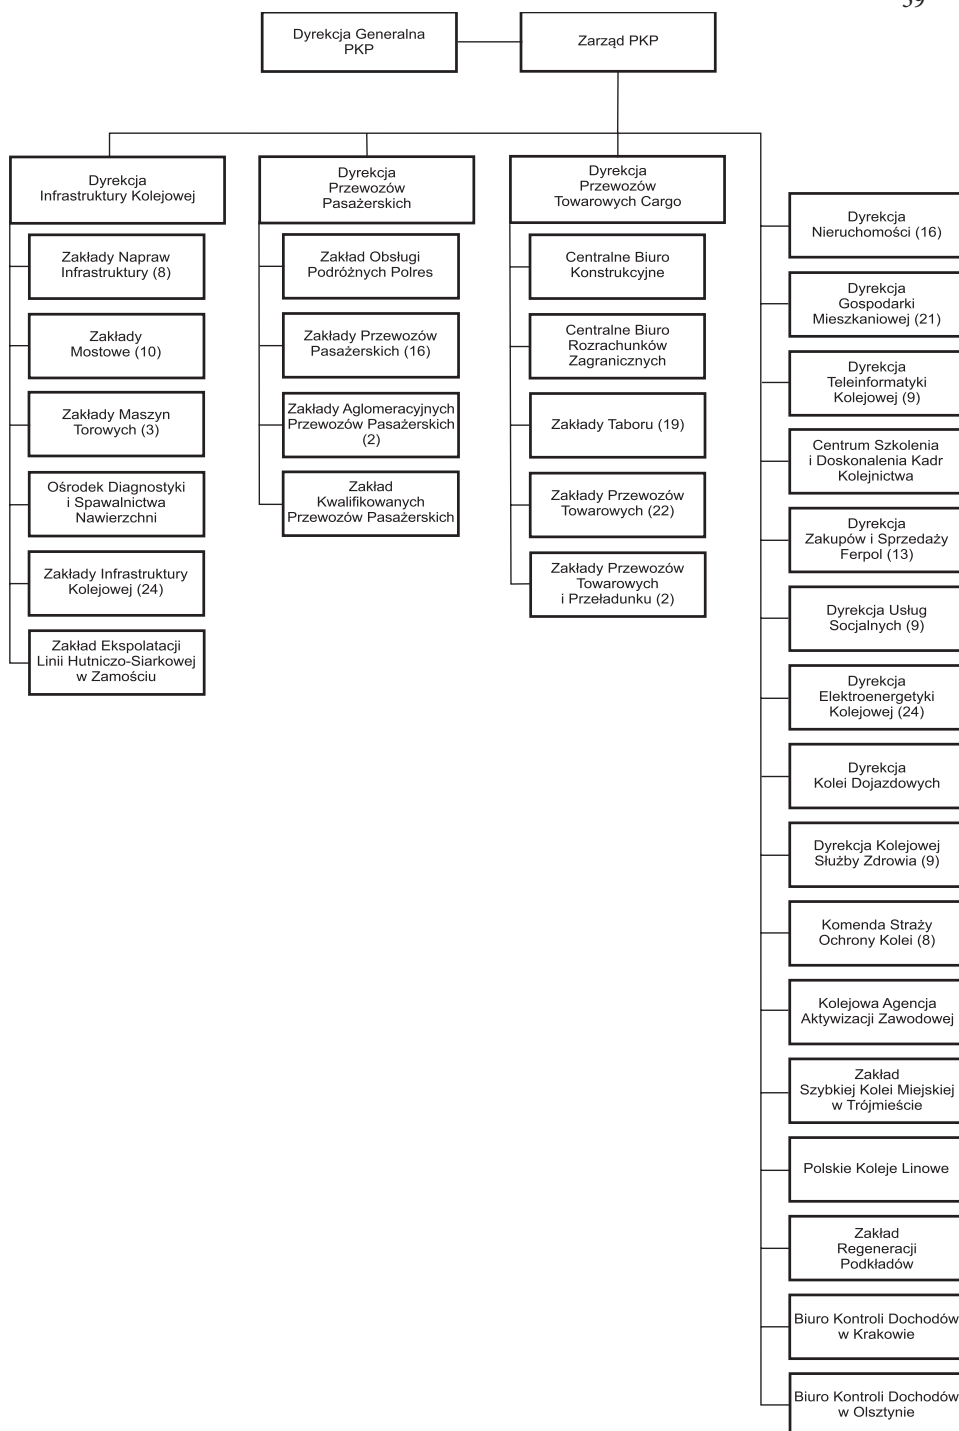 39
Dyrekcja Generalna
PKP
Zarząd PKP
Dyrekcja
Infrastruktury Kolejowej
Zakłady Napraw
Infrastruktury (8)
Zakłady
Mostowe (10)
Zakłady Maszyn
Torowych (3)
Ośrodek Diagnostyki
i Spawalnictwa
Nawierzchni
Zakłady Infrastruktury
Kolejowej (24)
Zakład Ekspolatacji
Linii Hutniczo-Siarkowej
w Zamościu
Dyrekcja
Przewozów
Pasażerskich
Zakład Obsługi
Podróżnych Polres
Zakłady Przewozów
Pasażerskich (16)
Zakłady Aglomeracyjnych
Przewozów Pasażerskich
(2)
Zakład
Kwalifikowanych
Przewozów Pasażerskich
Dyrekcja
Przewozów
Towarowych Cargo
Centralne Biuro
Konstrukcyjne
Centralne Biuro
Rozrachunków
Zagranicznych
Zakłady Taboru (19)
Zakłady Przewozów
Towarowych (22)
Zakłady Przewozów
Towarowych
i Przeładunku (2)
Dyrekcja
Nieruchomości (16)
Dyrekcja
Gospodarki
Mieszkaniowej (21)
Dyrekcja
Teleinformatyki
Kolejowej (9)
Centrum Szkolenia
i Doskonalenia Kadr
Kolejnictwa
Dyrekcja
Zakupów i Sprzedaży
Ferpol (13)
Dyrekcja Usług
Socjalnych (9)
Dyrekcja
Elektroenergetyki
Kolejowej (24)
Dyrekcja
Kolei Dojazdowych
Dyrekcja Kolejowej
Służby Zdrowia (9)
Komenda Straży
Ochrony Kolei (8)
Kolejowa Agencja
Aktywizacji Zawodowej
Zakład
Szybkiej Kolei Miejskiej
w Trójmieście
Polskie Koleje Linowe
Zakład
Regeneracji
Podkładów
Biuro Kontroli Dochodów
w Krakowie
Biuro Kontroli Dochodów
w Olsztynie